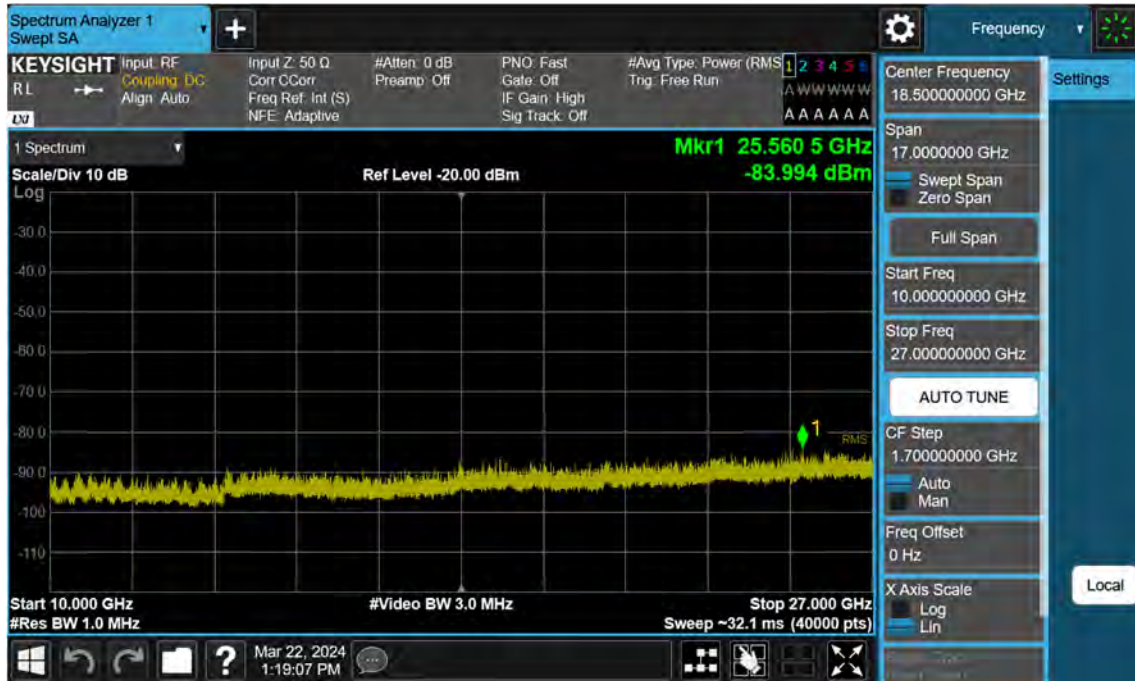 Spectrum Analyzer 1
Swept SA
+
Frequency
KEYSIGHT
RL
LXI
Input: RF
Coupling: DC
Align: Auto
Input Z: 50 Ω
Corr CCorr
Freq Ref: Int (S)
NFE: Adaptive
#Atten: 0 dB
Preamp: Off
PNO: Fast
Gate: Off
IF Gain: High
Sig Track: Off
#Avg Type: Power (RMS
Trig: Free Run
1 2 3 4 5 6
A W W W W W
A A A A A A
1 Spectrum
Scale/Div 10 dB
Ref Level -20.00 dBm
Mkr1 25.560 5 GHz
-83.994 dBm
Log
-30.0
-40.0
-50.0
-60.0
-70.0
-80.0
-90.0
-100
-110
1
RMS
Start 10.000 GHz
#Video BW 3.0 MHz
Stop 27.000 GHz
#Res BW 1.0 MHz
Sweep ~32.1 ms (40000 pts)
Mar 22, 2024
1:19:07 PM
?
Center Frequency
18.500000000 GHz
Span
17.0000000 GHz
Swept Span
Zero Span
Full Span
Start Freq
10.000000000 GHz
Stop Freq
27.000000000 GHz
AUTO TUNE
CF Step
1.700000000 GHz
Auto
Man
Freq Offset
0 Hz
X Axis Scale
Log
Lin
Settings
Local